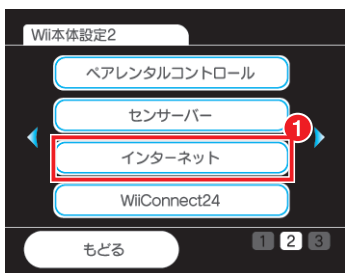 Wii本体設定2
ペアレンタルコントロール
センサーバー
1
インターネット
WiiConnect24
もどる
1 2 3